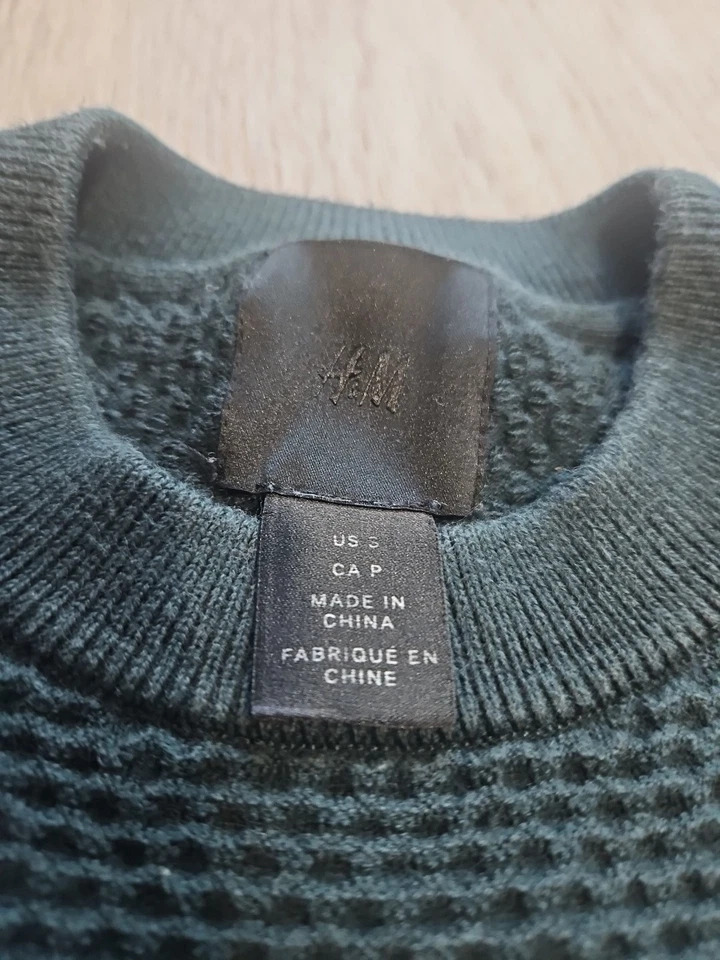 H&M
US S
CA P
MADE IN
CHINA
FABRIQUÉ EN
CHINE